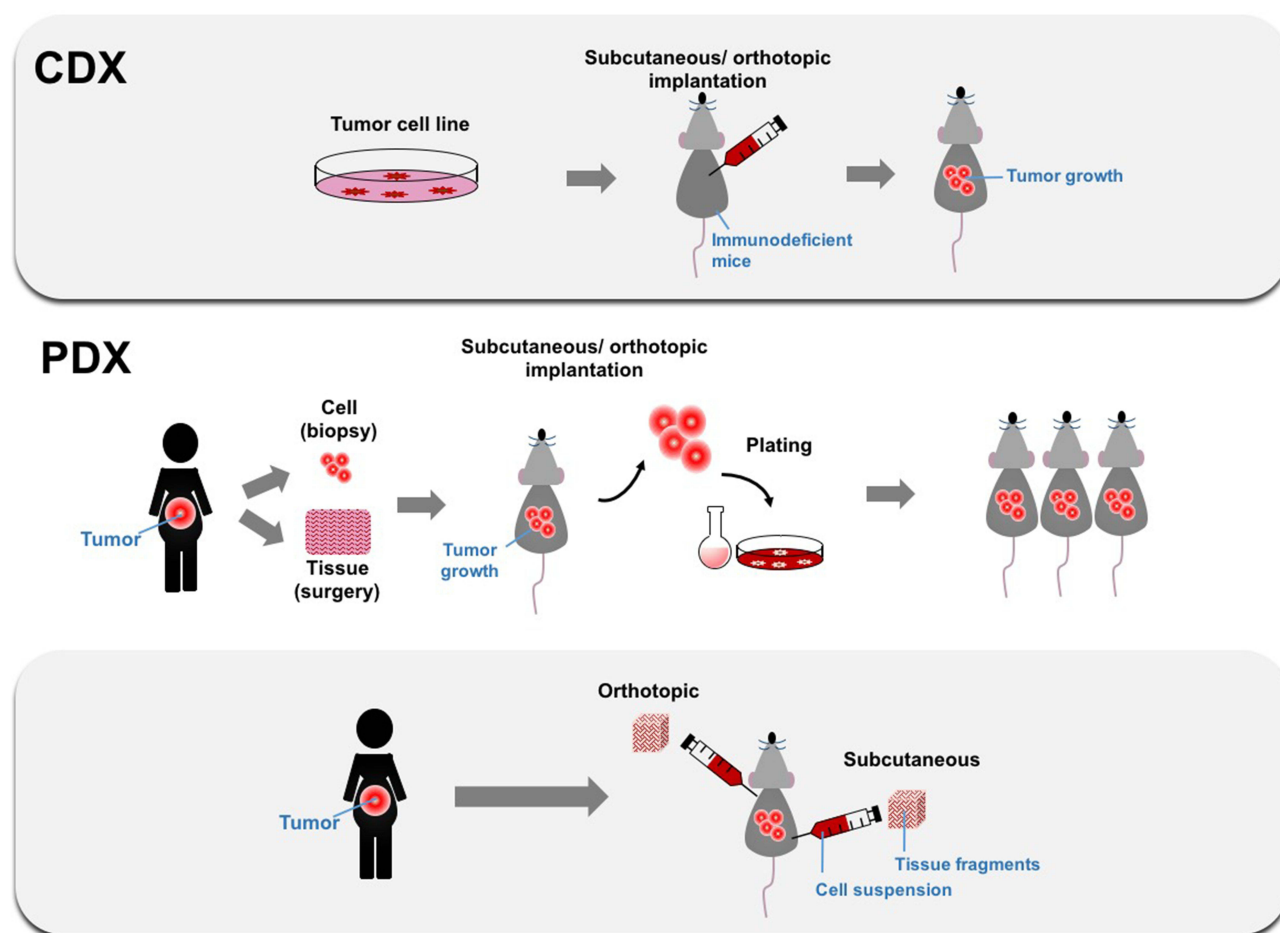 CDX
Subcutaneous/ orthotopic
implantation
Tumor cell line
Tumor growth
Immunodeficient
mice
PDX
Subcutaneous/ orthotopic
implantation
Cell
(biopsy)
Plating
Tumor
Tumor
growth
Tissue
(surgery)
Orthotopic
Subcutaneous
Tumor
Tissue fragments
Cell suspension